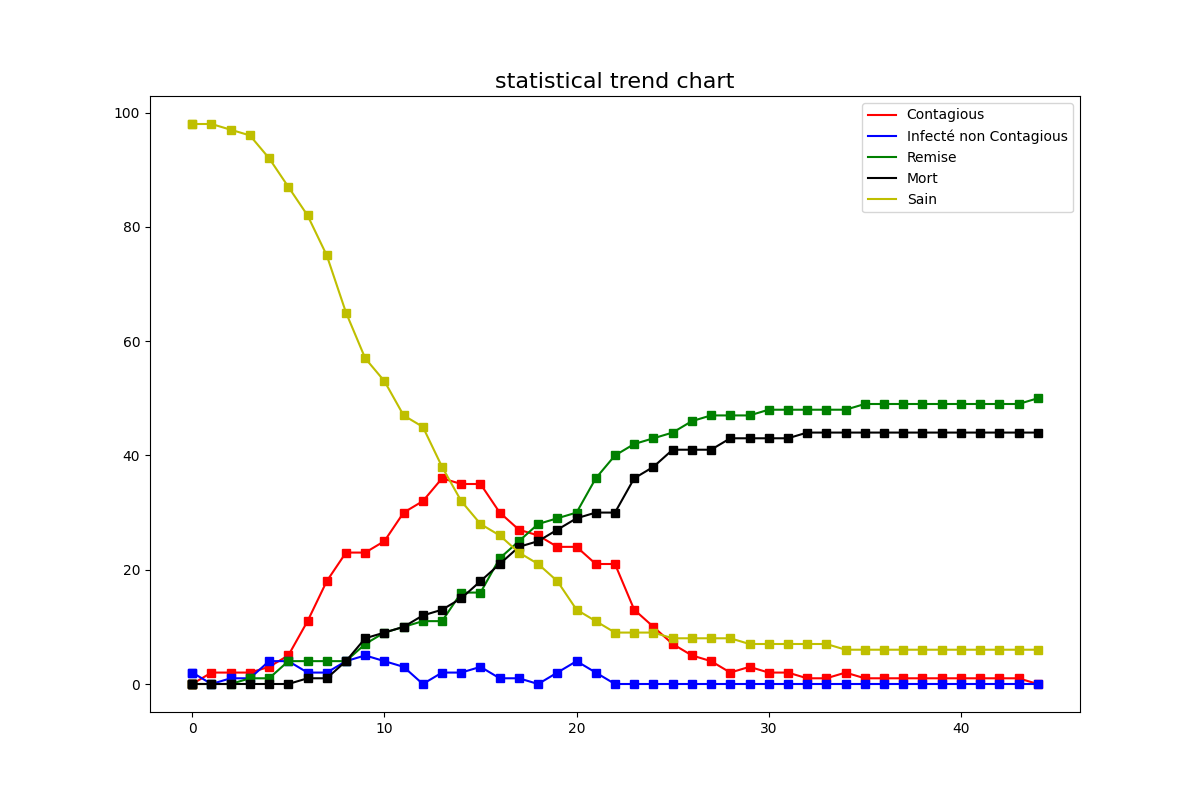 statistical trend chart
100
80
60
40
20
0
0 10 20 30 40
Contagious
Infecté non Contagious
Remise
Mort
Sain